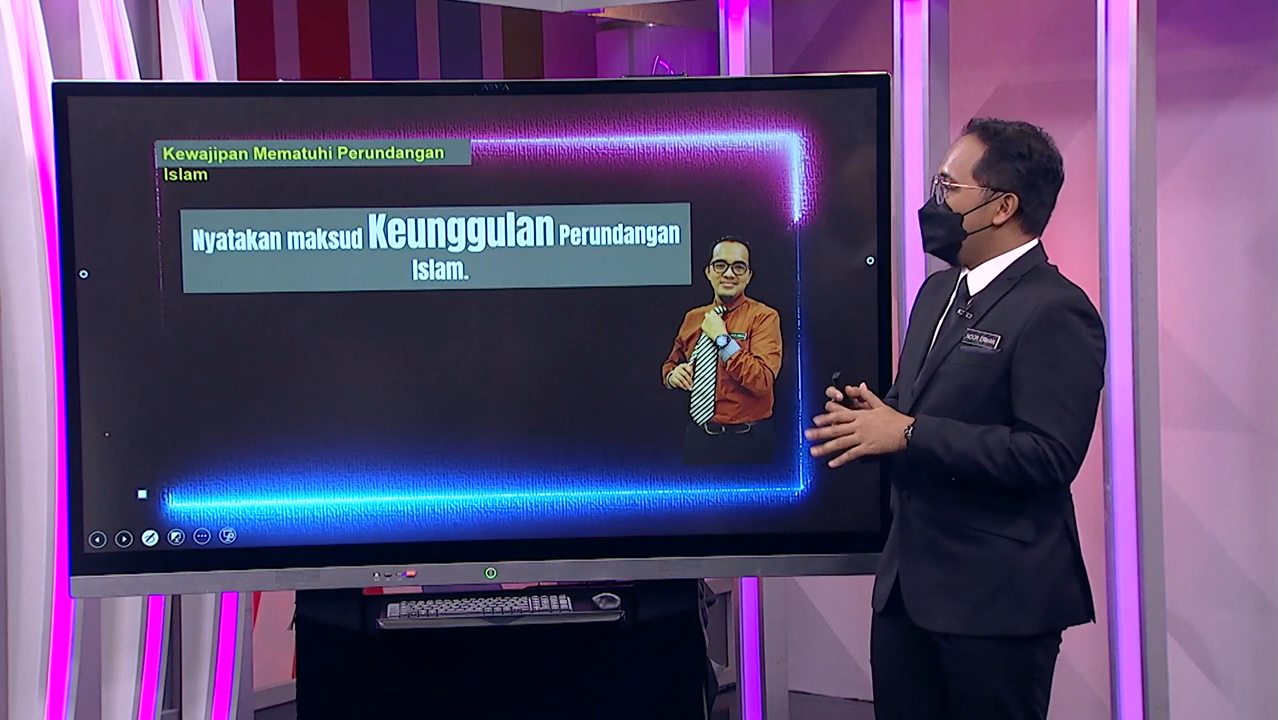 Kewajipan Mematuhi Perundangan
Islam
Nyatakan maksud Keunggulan Perundangan
Islam.